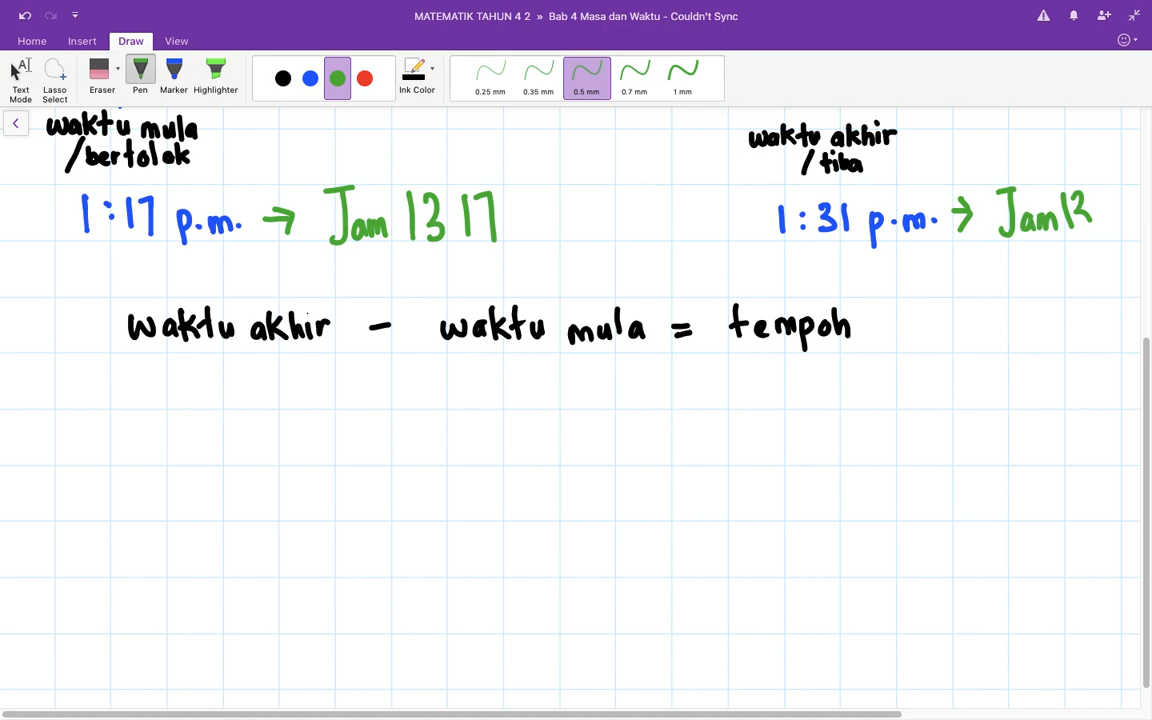 MATEMATIK TAHUN 4 2 » Bab 4 Masa dan Waktu - Couldn't Sync
Home Insert Draw View
Text Mode Lasso Select Eraser Pen Marker Highlighter Ink Color 0.25 mm 0.35 mm 0.5 mm 0.7 mm 1 mm
waktu mula
/bertolak
waktu akhir
/tiba
1:17 p.m. → Jam 1317
1:31 p.m. → Jam 13
waktu akhir - waktu mula = tempoh